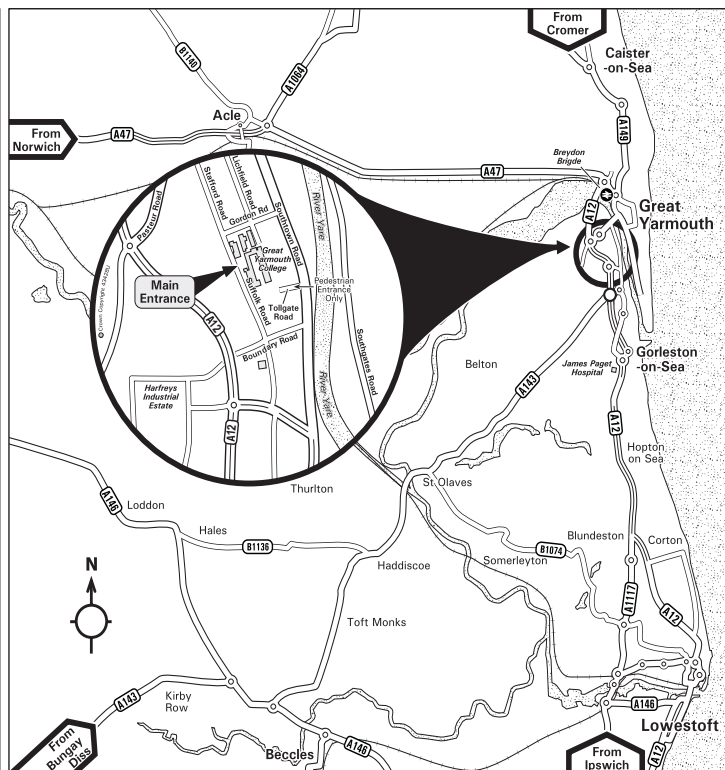 From
Cromer
Caister
-on-Sea
B1140
A1064
A149
Acle
From
Norwich
A47
Breydon
Brigde
A47
Great
Yarmouth
A12
Pasteur Road
Stafford Road
Lichfield Road
Gordon Rd
Southtown Road
River Yare
Great
Yarmouth
College
Main
Entrance
Suffolk Road
Pedestrian
Entrance
Only
Tollgate
Road
© Crown Copyright 43428U
A12
Boundary Road
Southgates Road
River Yare
Harfreys
Industrial
Estate
A12
Belton
A143
James Paget
Hospital
Gorleston
-on-Sea
A12
Hopton
on Sea
Thurlton
St Olaves
A146
Loddon
Hales
B1136
Haddiscoe
Somerleyton
B1074
Blundeston
Corton
N
A1117
A12
Toft Monks
A143
Kirby
Row
A146
Lowestoft
From
Bungay
Diss
Beccles
A146
From
Ipswich
A12